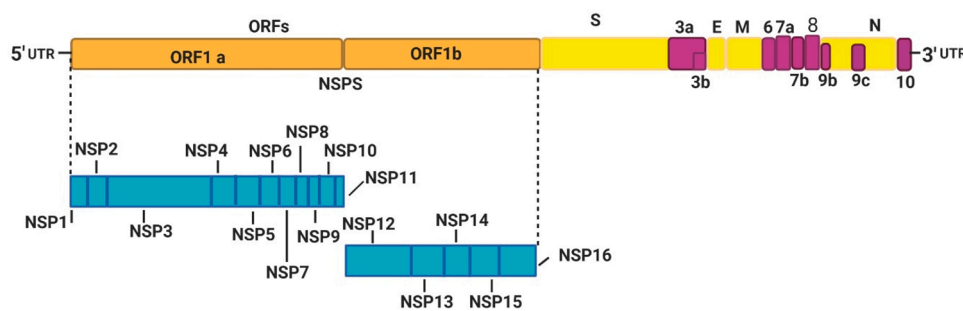 ORFs S 3a E M 6 7a 8 N
5' UTR ORF1 a ORF1b 3' UTR
NSPS 3b 7b 9b 9c 10
NSP8
NSP2 NSP4 NSP6 NSP10
NSP11
NSP1 NSP3 NSP5 NSP9 NSP12 NSP14
NSP7 NSP16
NSP13 NSP15